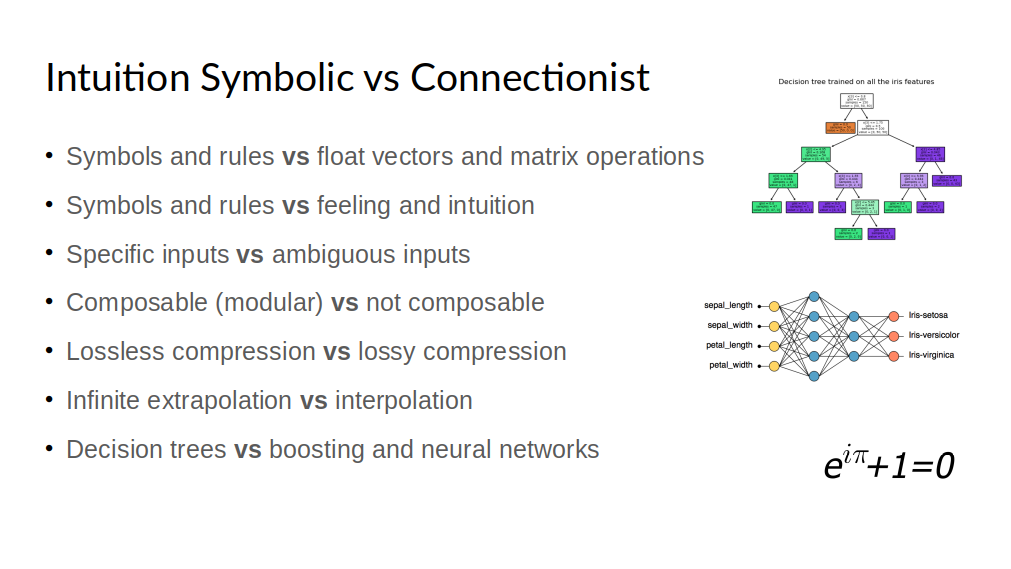 Intuition Symbolic vs Connectionist
• Symbols and rules vs float vectors and matrix operations
• Symbols and rules vs feeling and intuition
• Specific inputs vs ambiguous inputs
• Composable (modular) vs not composable
• Lossless compression vs lossy compression
• Infinite extrapolation vs interpolation
• Decision trees vs boosting and neural networks
Decision tree trained on all the iris features
sepal_length
sepal_width
petal_length
petal_width
Iris-setosa
Iris-versicolor
Iris-virginica
e^{iπ}+1=0